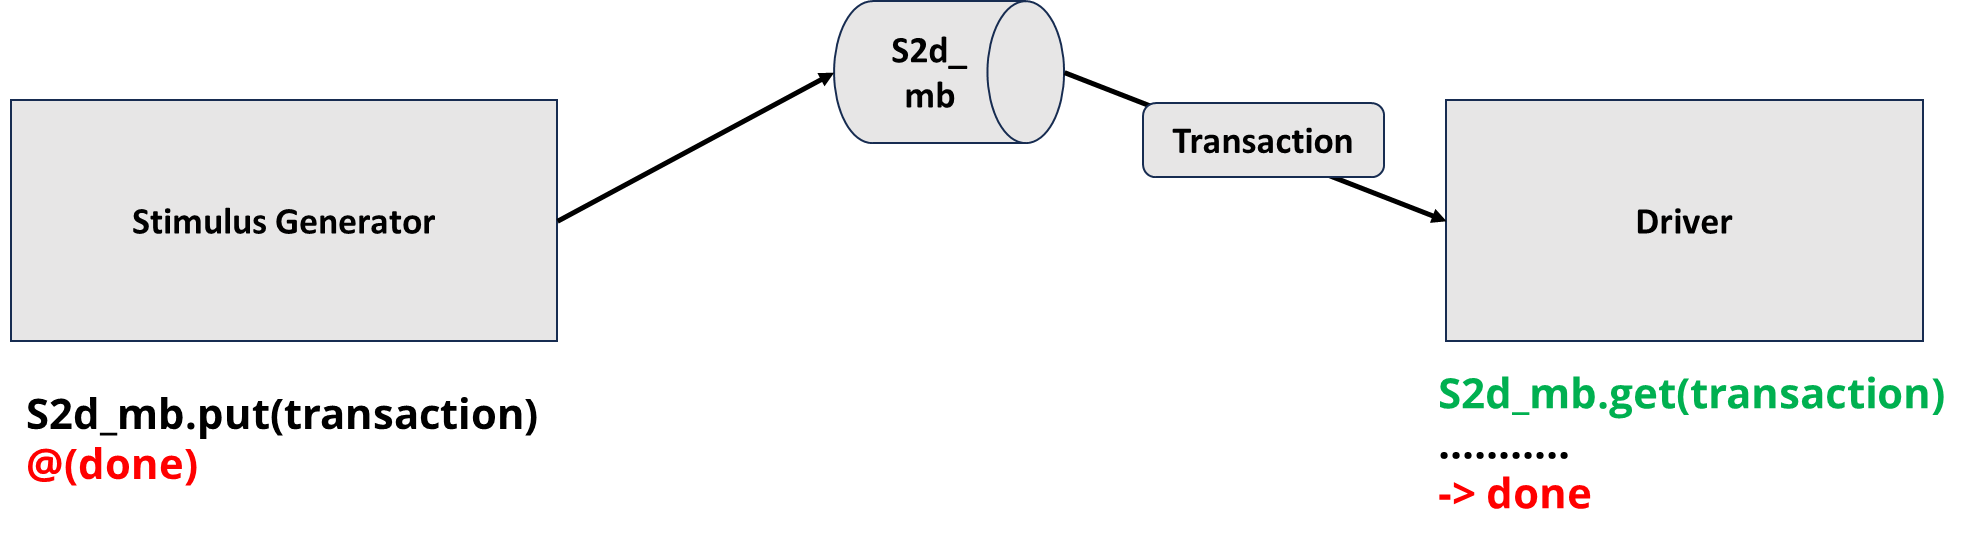 S2d_
mb
Transaction
Stimulus Generator
Driver
S2d_mb.put(transaction)
@(done)
S2d_mb.get(transaction)
...........
-> done